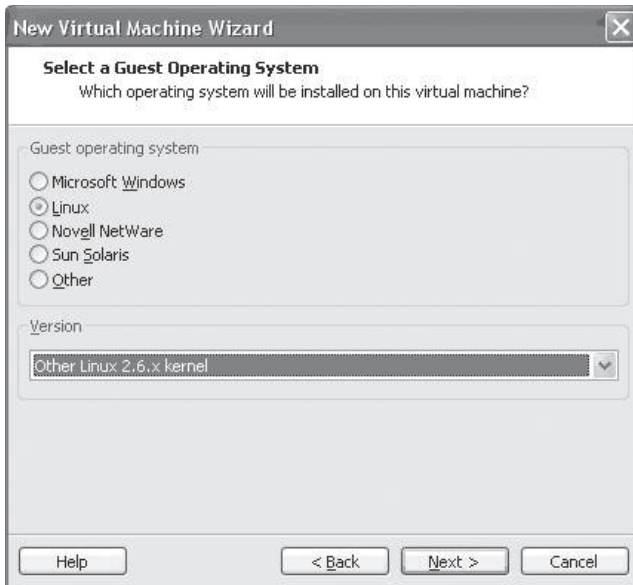 New Virtual Machine Wizard
Select a Guest Operating System
Which operating system will be installed on this virtual machine?
Guest operating system
Microsoft Windows
Linux
Novell NetWare
Sun Solaris
Other
Version
Other Linux 2.6.x kernel
Help
< Back
Next >
Cancel